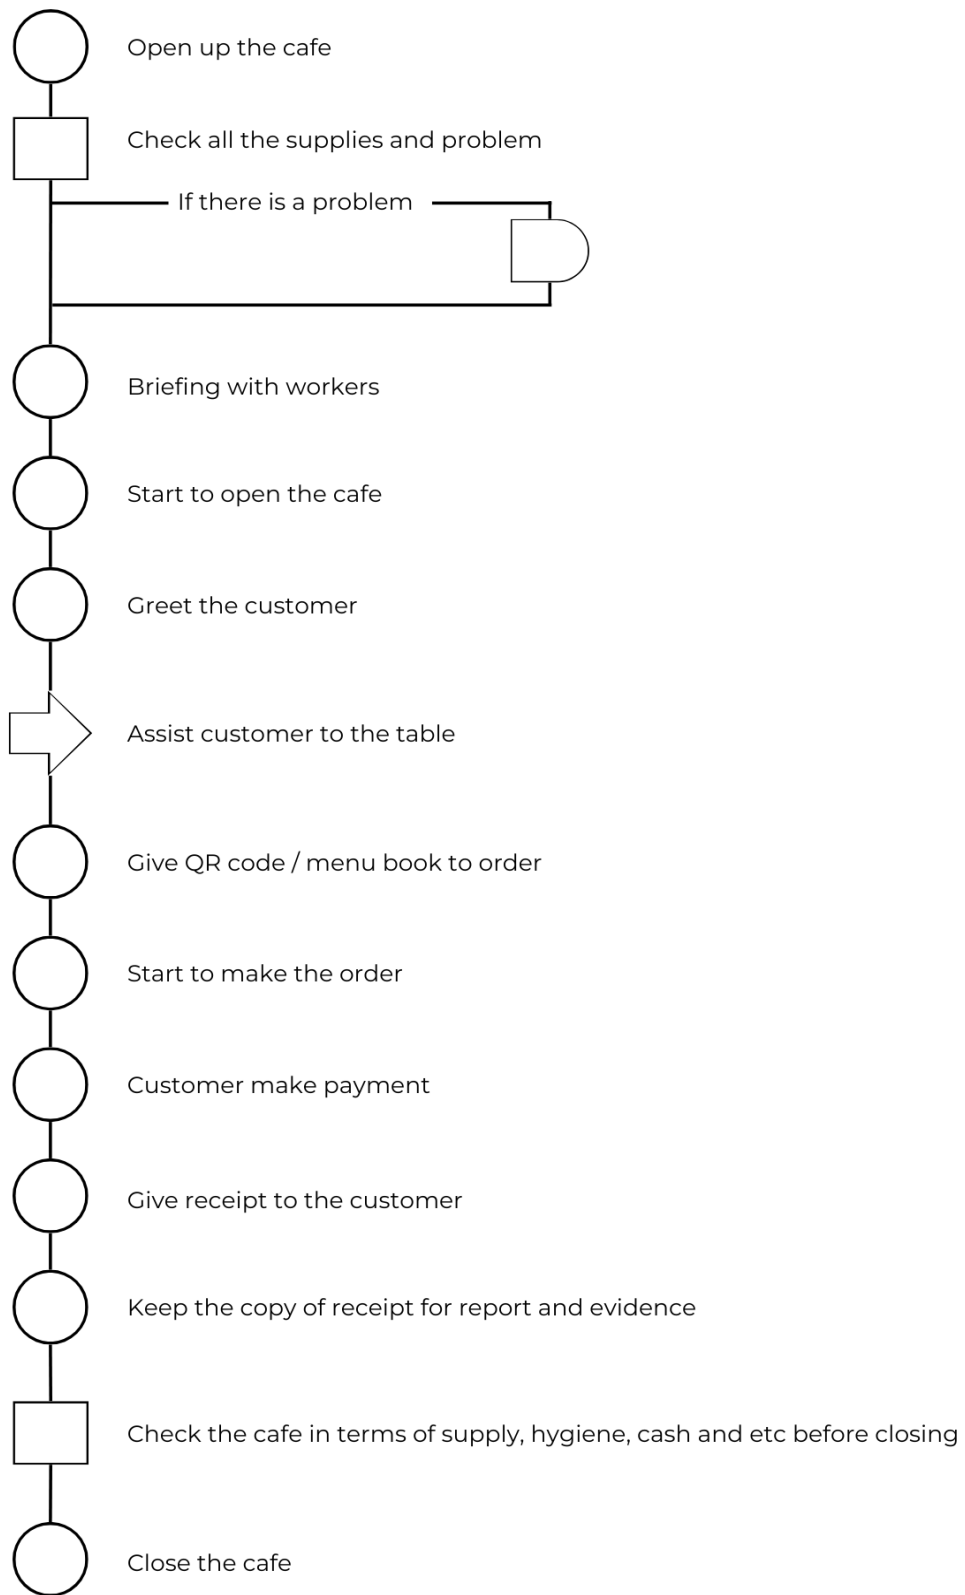 Open up the cafe
Check all the supplies and problem
If there is a problem
Briefing with workers
Start to open the cafe
Greet the customer
Assist customer to the table
Give QR code / menu book to order
Start to make the order
Customer make payment
Give receipt to the customer
Keep the copy of receipt for report and evidence
Check the cafe in terms of supply, hygiene, cash and etc before closing
Close the cafe